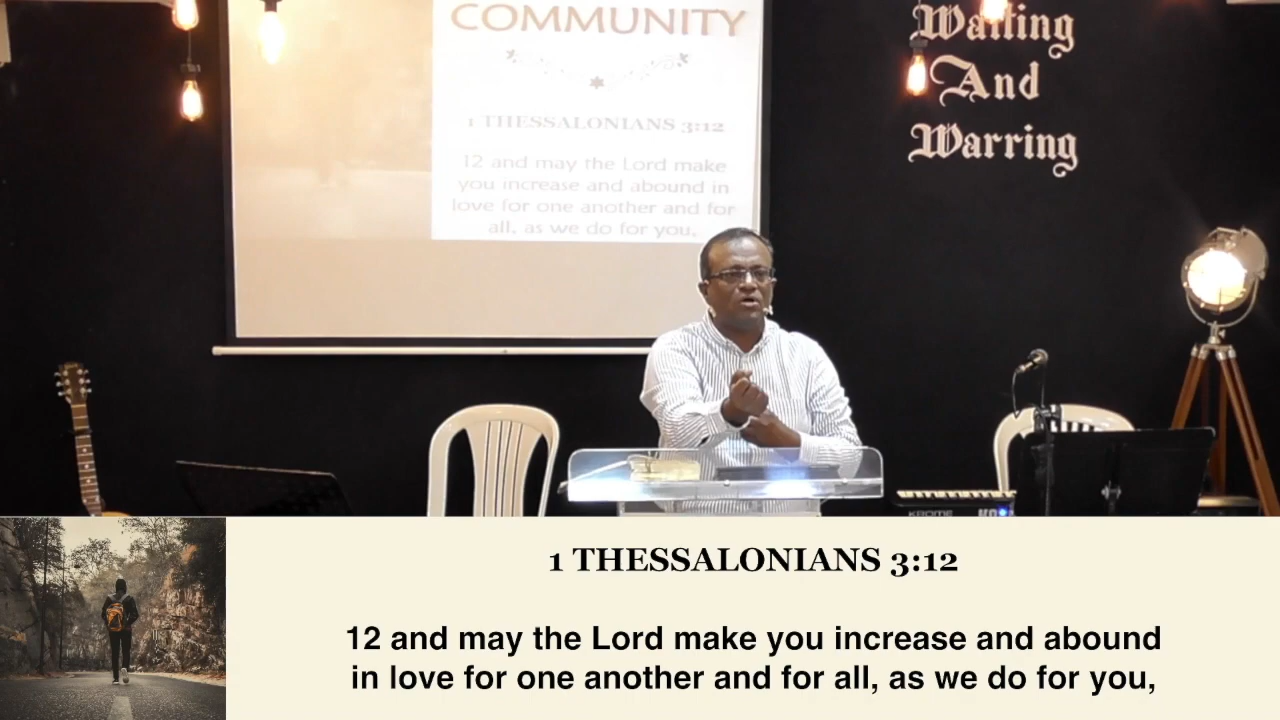 COMMUNITY
1 THESSALONIANS 3:12
12 and may the Lord make
you increase and abound in
love for one another and for
all, as we do for you,
Waiting
And
Warring
KROME
1 THESSALONIANS 3:12
12 and may the Lord make you increase and abound
in love for one another and for all, as we do for you,